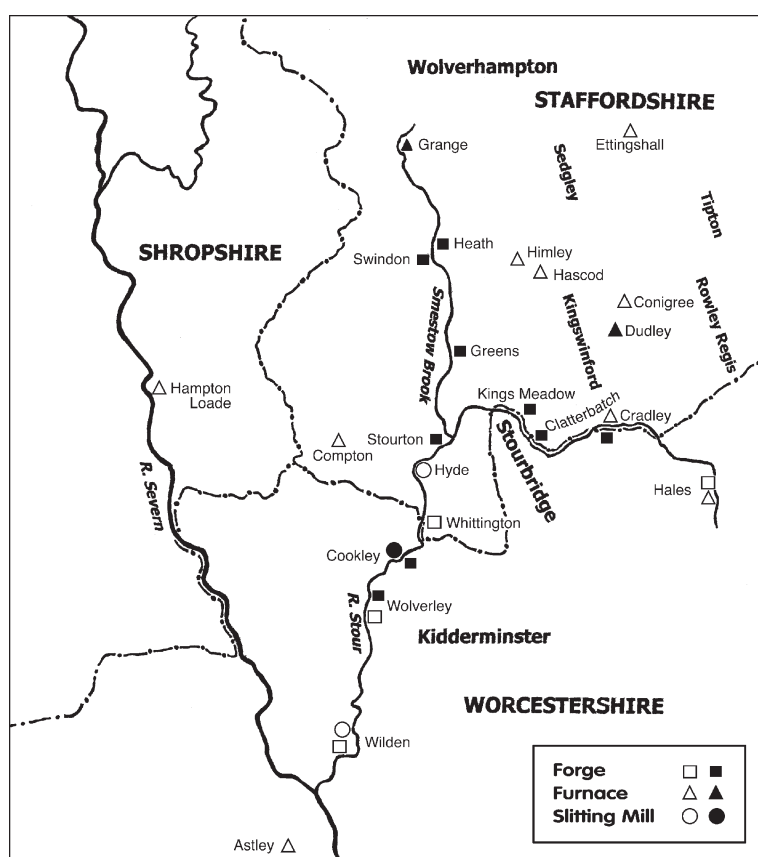 Wolverhampton
STAFFORDSHIRE
Grange
Ettingshall
Sedgley
Tipton
SHROPSHIRE
Heath
Swindon
Himley
Hascod
Smestow Brook
Kingswinford
Conigree
Rowley Regis
Dudley
Greens
Hampton
Loade
Kings Meadow
Clatterbatch
Cradley
Stourton
Compton
Stourbridge
Hyde
R. Severn
Hales
Whittington
Cookley
R. Stour
Wolverley
Kidderminster
WORCESTERSHIRE
Wilden
Forge
Furnace
Slitting Mill
Astley